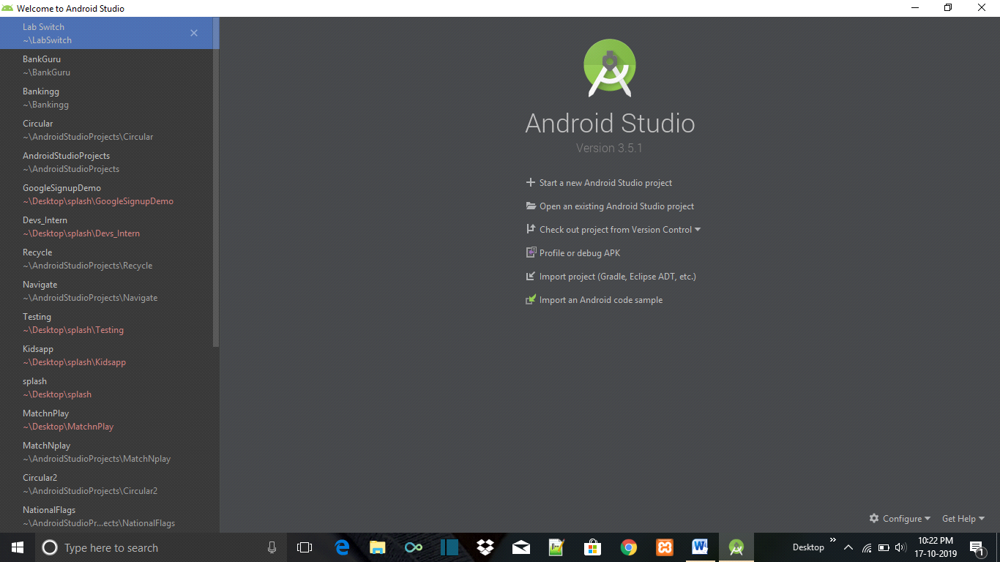 Welcome to Android Studio
Lab Switch
~\LabSwitch
BankGuru
~\BankGuru
Bankingg
~\Bankingg
Circular
~\AndroidStudioProjects\Circular
AndroidStudioProjects
~\AndroidStudioProjects
GoogleSignupDemo
~\Desktop\splash\GoogleSignupDemo
Devs_Intern
~\Desktop\splash\Devs_Intern
Recycle
~\AndroidStudioProjects\Recycle
Navigate
~\AndroidStudioProjects\Navigate
Testing
~\Desktop\splash\Testing
Kidsapp
~\Desktop\splash\Kidsapp
splash
~\Desktop\splash
MatchnPlay
~\Desktop\MatchnPlay
MatchNplay
~\AndroidStudioProjects\MatchNplay
Circular2
~\AndroidStudioProjects\Circular2
NationalFlags
~\AndroidStudioPr...ects\NationalFlags
Android Studio
Version 3.5.1
Start a new Android Studio project
Open an existing Android Studio project
Check out project from Version Control
Profile or debug APK
Import project (Gradle, Eclipse ADT, etc.)
Import an Android code sample
Configure
Get Help
Type here to search
Desktop
10:22 PM
17-10-2019
1